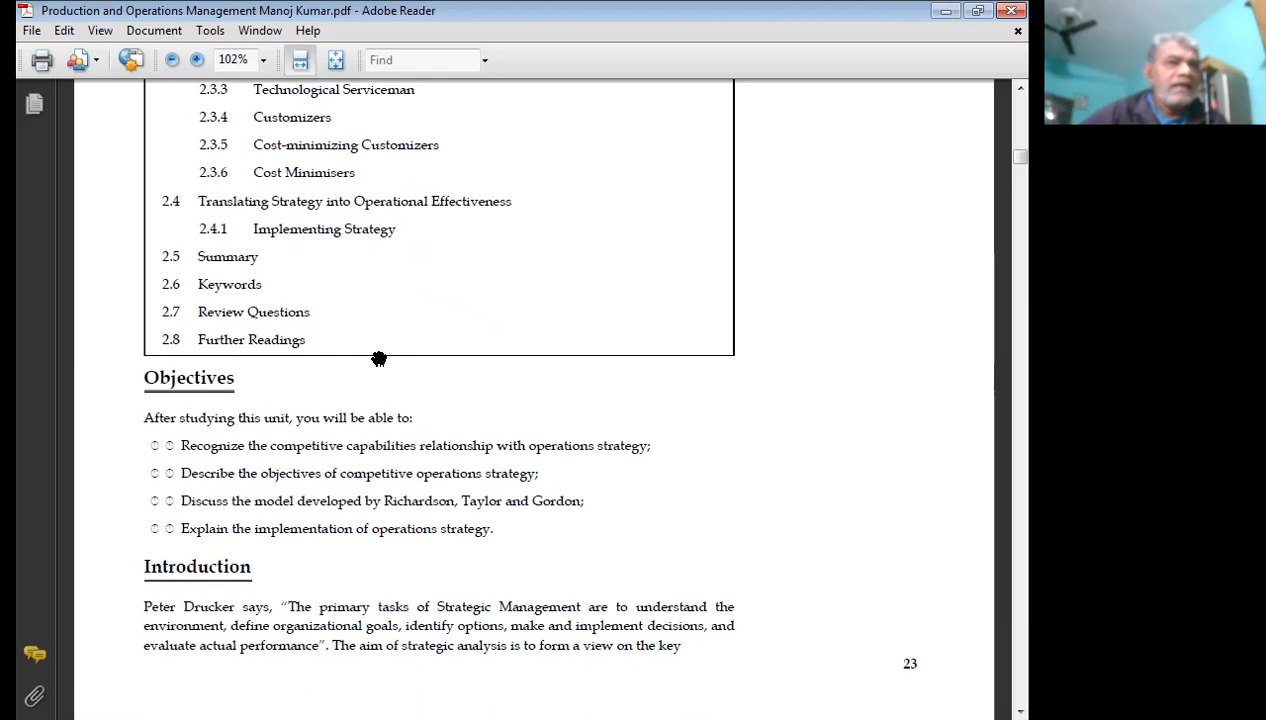 Production and Operations Management Manoj Kumar.pdf - Adobe Reader
File Edit View Document Tools Window Help
102% Find
2.3.3 Technological Serviceman
2.3.4 Customizers
2.3.5 Cost-minimizing Customizers
2.3.6 Cost Minimisers
2.4 Translating Strategy into Operational Effectiveness
2.4.1 Implementing Strategy
2.5 Summary
2.6 Keywords
2.7 Review Questions
2.8 Further Readings
Objectives
After studying this unit, you will be able to:
Recognize the competitive capabilities relationship with operations strategy;
Describe the objectives of competitive operations strategy;
Discuss the model developed by Richardson, Taylor and Gordon;
Explain the implementation of operations strategy.
Introduction
Peter Drucker says, “The primary tasks of Strategic Management are to understand the
environment, define organizational goals, identify options, make and implement decisions, and
evaluate actual performance”. The aim of strategic analysis is to form a view on the key
23